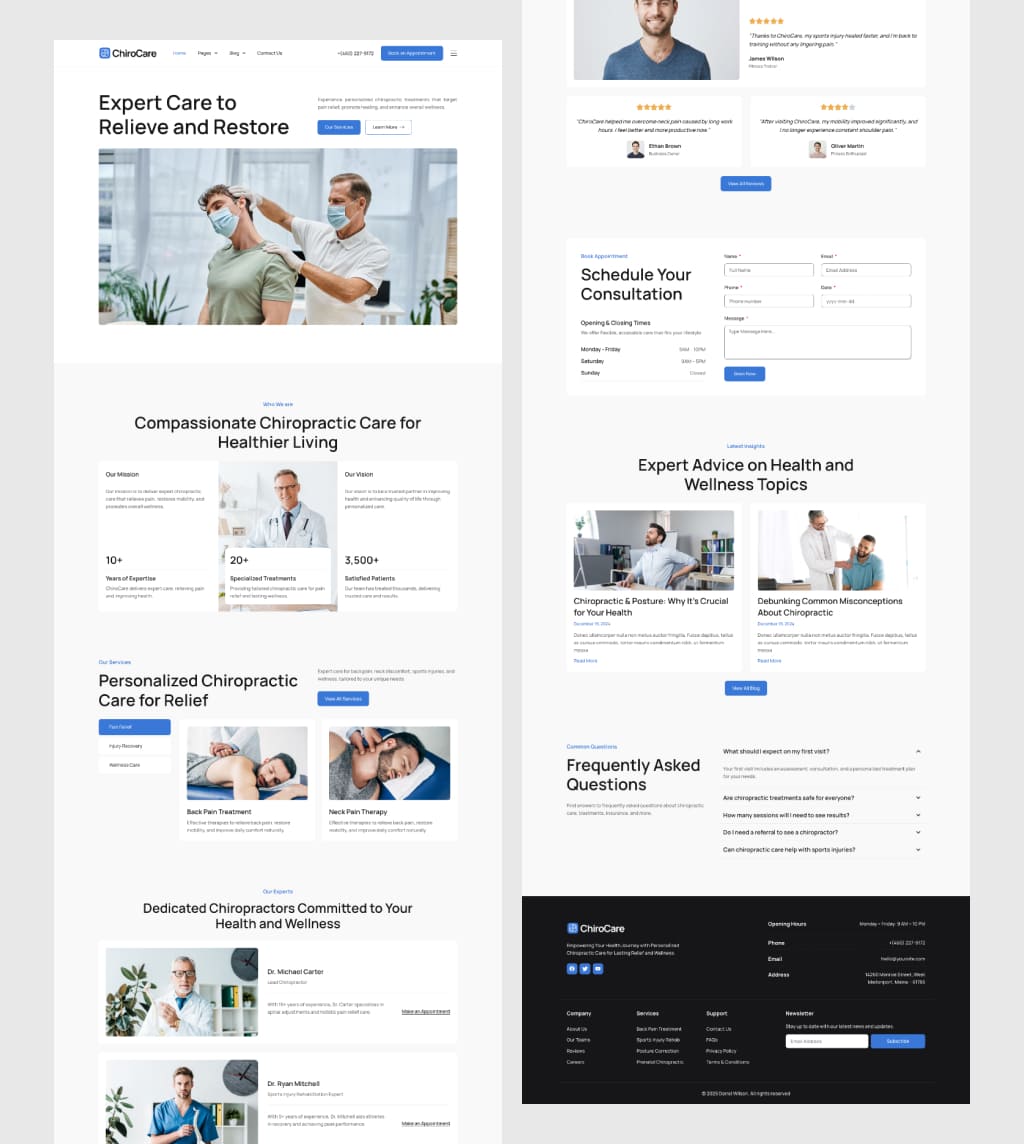 ChiroCare
Home
Pages
Blog
Contact Us
+(460) 227-9172
Book an Appointment
Expert Care to
Relieve and Restore
Experience personalized chiropractic treatments that target
pain relief, promote healing, and enhance overall wellness.
Our Services
Learn More
Who We are
Compassionate Chiropractic Care for
Healthier Living
Our Mission
Our mission is to deliver expert chiropractic
care that relieves pain, restores mobility, and
promotes overall wellness.
10+
Years of Expertise
ChiroCare delivers expert care, relieving pain
and improving health.
20+
Specialized Treatments
Providing tailored chiropractic care for pain
relief and lasting wellness.
Our Vision
Our vision is to be a trusted partner in improving
health and enhancing quality of life through
personalized care.
3,500+
Satisfied Patients
Our team has treated thousands, delivering
trusted care and results.
Our Services
Personalized Chiropractic
Care for Relief
Expert care for back pain, neck discomfort, sports injuries, and
wellness, tailored to your unique needs.
View All Services
Pain Relief
Injury Recovery
Wellness Care
Back Pain Treatment
Effective therapies to relieve back pain, restore
mobility, and improve daily comfort naturally.
Neck Pain Therapy
Effective therapies to relieve back pain, restore
mobility, and improve daily comfort naturally.
Our Experts
Dedicated Chiropractors Committed to Your
Health and Wellness
Dr. Michael Carter
Lead Chiropractor
With 15+ years of experience, Dr. Carter specializes in
spinal adjustments and holistic pain relief care.
Make an Appointment
Dr. Ryan Mitchell
Sports Injury Rehabilitation Expert
With 5+ years of experience, Dr. Mitchell aids athletes
in recovery and achieving peak performance.
Make an Appointment
"Thanks to ChiroCare, my sports injury healed faster, and I'm back to
training without any lingering pain."
James Wilson
Fitness Trainer
"ChiroCare helped me overcome neck pain caused by long work
hours. I feel better and more productive now."
Ethan Brown
Business Owner
"After visiting ChiroCare, my mobility improved significantly, and
I no longer experience constant shoulder pain."
Oliver Martin
Fitness Enthusiast
View All Reviews
Book Appointment
Schedule Your
Consultation
Opening & Closing Times
We offer flexible, accessible care that fits your lifestyle
Monday - Friday
9AM - 10PM
Saturday
9AM - 5PM
Sunday
Closed
Name *
Full Name
Email *
Email Address
Phone *
Phone number
Date *
yyyy-mm-dd
Message *
Type Message Here...
Book Now
Latest Insights
Expert Advice on Health and
Wellness Topics
Chiropractic & Posture: Why It's Crucial
for Your Health
December 19, 2024
Donec ullamcorper nulla non metus auctor fringilla. Fusce dapibus, tellus
ac cursus commodo, tortor mauris condimentum nibh, ut fermentum
massa
Read More
Debunking Common Misconceptions
About Chiropractic
December 19, 2024
Donec ullamcorper nulla non metus auctor fringilla. Fusce dapibus, tellus
ac cursus commodo, tortor mauris condimentum nibh, ut fermentum
massa
Read More
View All Blog
Common Questions
Frequently Asked
Questions
Find answers to frequently asked questions about chiropractic
care, treatments, insurance, and more.
What should I expect on my first visit?
Your first visit includes an assessment, consultation, and a personalized treatment plan
for your needs.
Are chiropractic treatments safe for everyone?
How many sessions will I need to see results?
Do I need a referral to see a chiropractor?
Can chiropractic care help with sports injuries?
ChiroCare
Empowering Your Health Journey with Personalized
Chiropractic Care for Lasting Relief and Wellness.
Opening Hours
Monday – Friday: 9 AM – 10 PM
Phone
+(460) 227-9172
Email
hello@yoursite.com
Address
14250 Monroe Street, West
Mellonport, Maine - 61785
Company
About Us
Our Teams
Reviews
Careers
Services
Back Pain Treatment
Sports Injury Rehab
Posture Correction
Prenatal Chiropractic
Support
Contact Us
FAQs
Privacy Policy
Terms & Conditions
Newsletter
Stay up to date with our latest news and updates
Email Address
Subscribe
© 2025 Darrel Wilson. All rights reserved